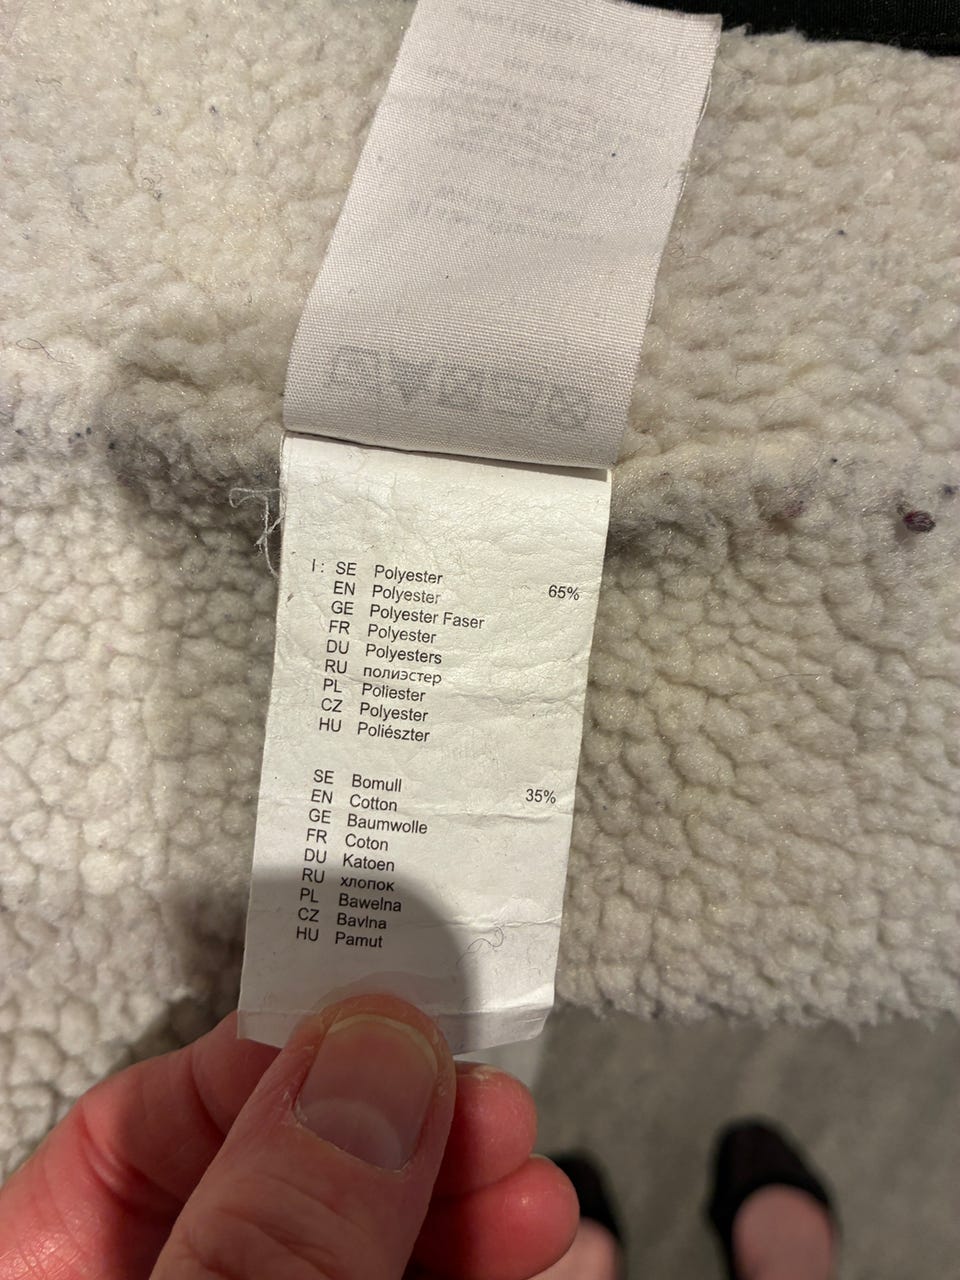 I : SE Polyester 65%
EN Polyester
GE Polyester Faser
FR Polyester
DU Polyesters
RU полиэстер
PL Poliester
CZ Polyester
HU Poliészter
SE Bomull 35%
EN Cotton
GE Baumwolle
FR Coton
DU Katoen
RU хлопок
PL Bawelna
CZ Bavlna
HU Pamut